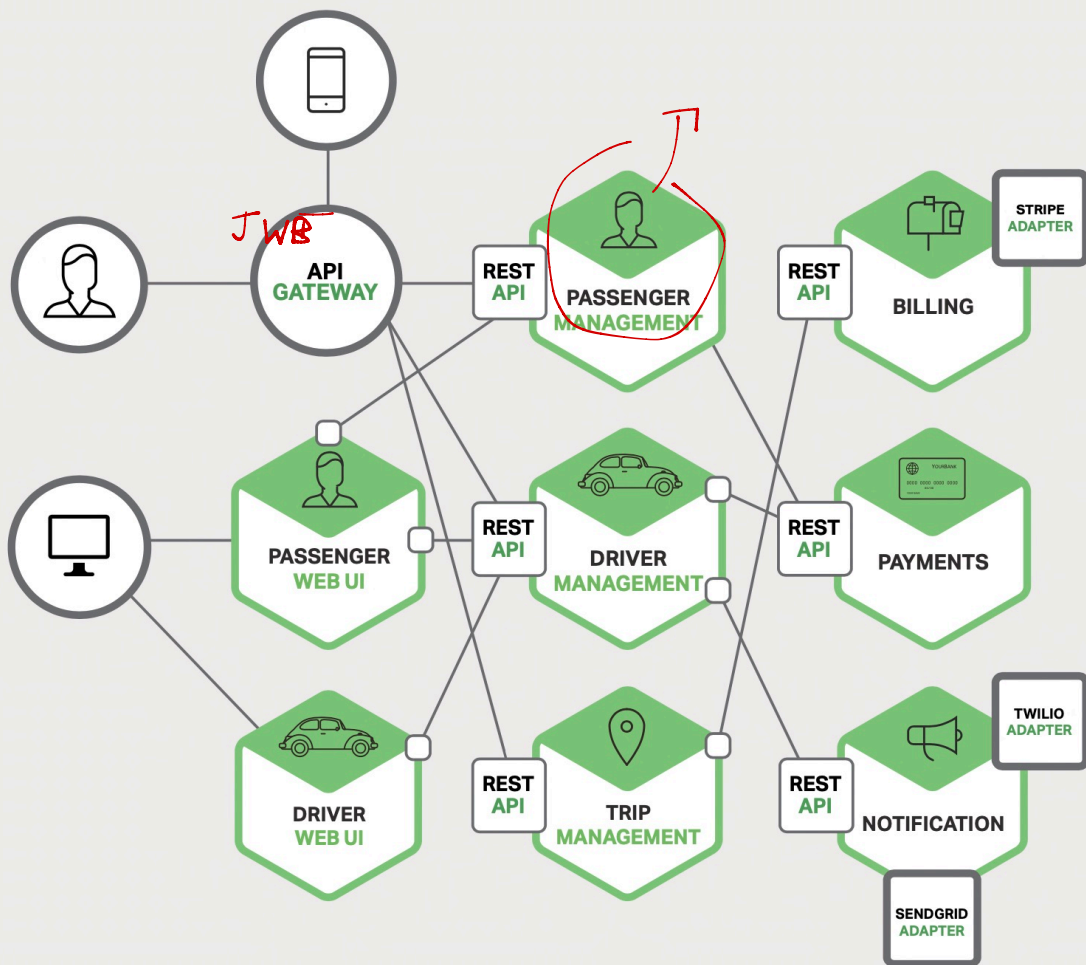 API
GATEWAY
REST
API
PASSENGER
MANAGEMENT
REST
API
BILLING
STRIPE
ADAPTER
PASSENGER
WEB UI
REST
API
DRIVER
MANAGEMENT
REST
API
YOURBANK
PAYMENTS
DRIVER
WEB UI
REST
API
TRIP
MANAGEMENT
REST
API
NOTIFICATION
TWILIO
ADAPTER
SENDGRID
ADAPTER